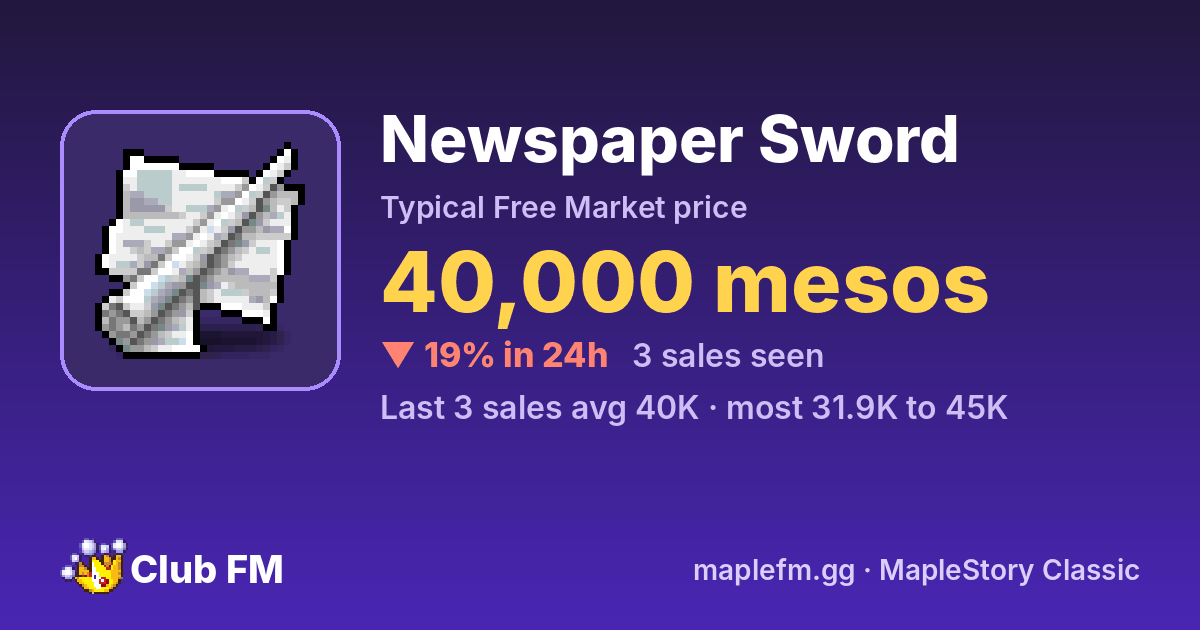 Newspaper Sword
Typical Free Market price
40,000 mesos
▼ 19% in 24h 3 sales seen
Last 3 sales avg 40K · most 31.9K to 45K
Club FM
maplefm.gg · MapleStory Classic